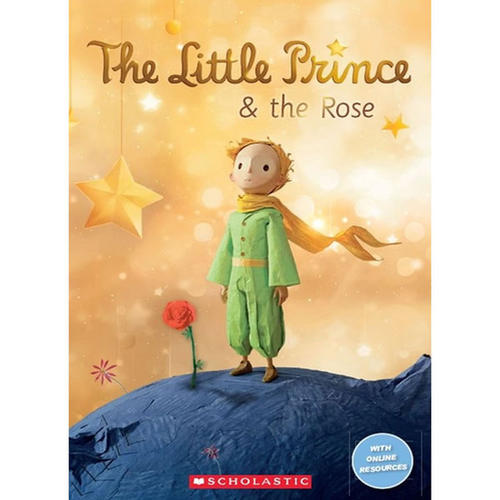 The Little Prince
& the Rose
WITH
ONLINE
RESOURCES
SCHOLASTIC